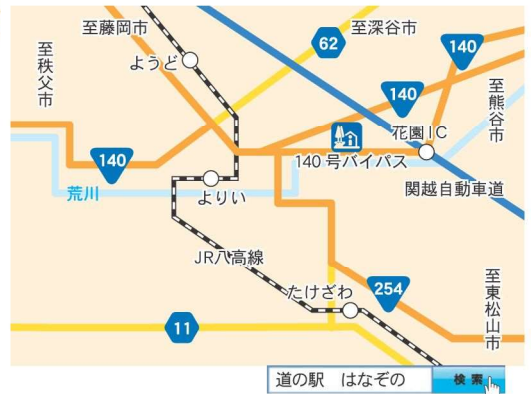 至藤岡市
至深谷市
62
140
至秩父市
ようど
140
至熊谷市
花園IC
140号バイパス
140
荒川
よりい
関越自動車道
JR八高線
たけざわ
254
至東松山市
11
道の駅 はなぞの
検索